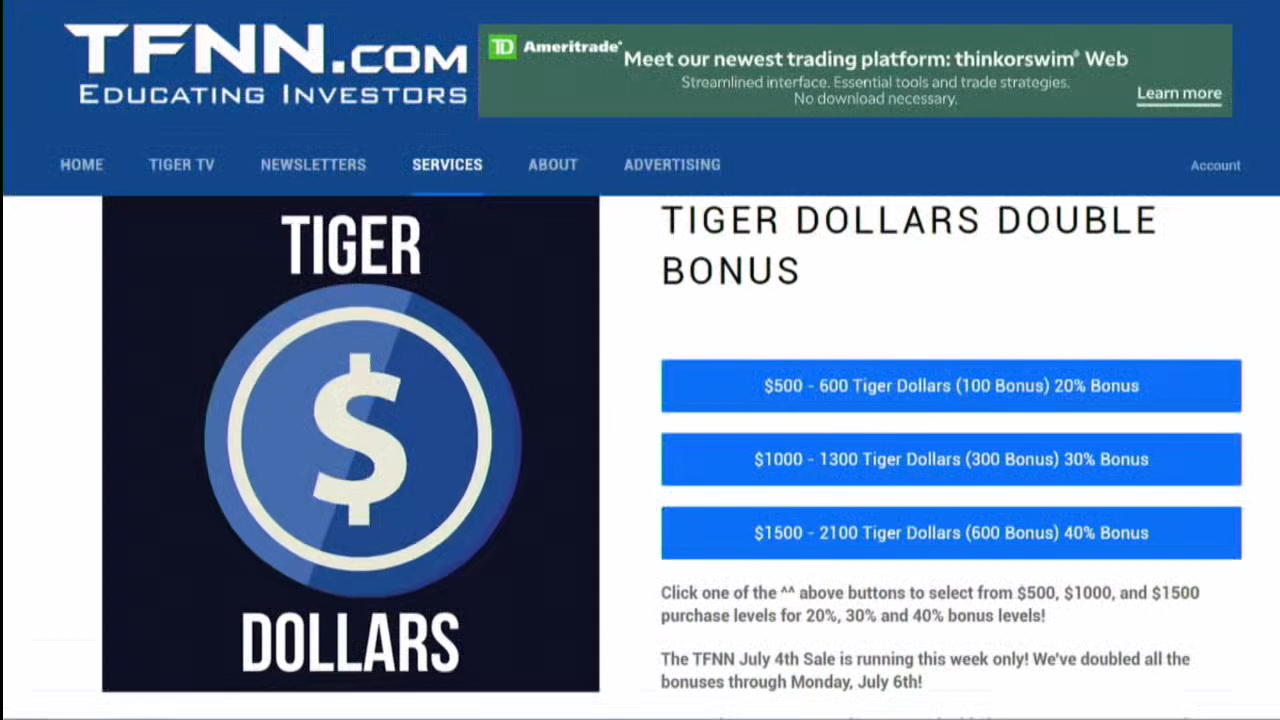 TFNN.COM
EDUCATING INVESTORS
TD Ameritrade®
Meet our newest trading platform: thinkorswim® Web
Streamlined interface. Essential tools and trade strategies.
No download necessary.
Learn more
HOME TIGER TV NEWSLETTERS SERVICES ABOUT ADVERTISING Account
TIGER
$
DOLLARS
TIGER DOLLARS DOUBLE
BONUS
$500 - 600 Tiger Dollars (100 Bonus) 20% Bonus
$1000 - 1300 Tiger Dollars (300 Bonus) 30% Bonus
$1500 - 2100 Tiger Dollars (600 Bonus) 40% Bonus
Click one of the ^^ above buttons to select from $500, $1000, and $1500
purchase levels for 20%, 30% and 40% bonus levels!
The TFNN July 4th Sale is running this week only! We've doubled all the
bonuses through Monday, July 6th!